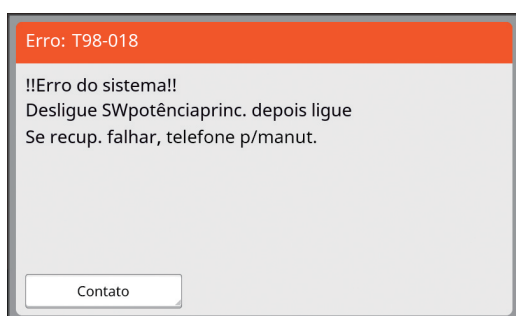 Erro: T98-018
!!Erro do sistema!!
Desligue SWpotênciaprinc. depois ligue
Se recup. falhar, telefone p/manut.
Contato